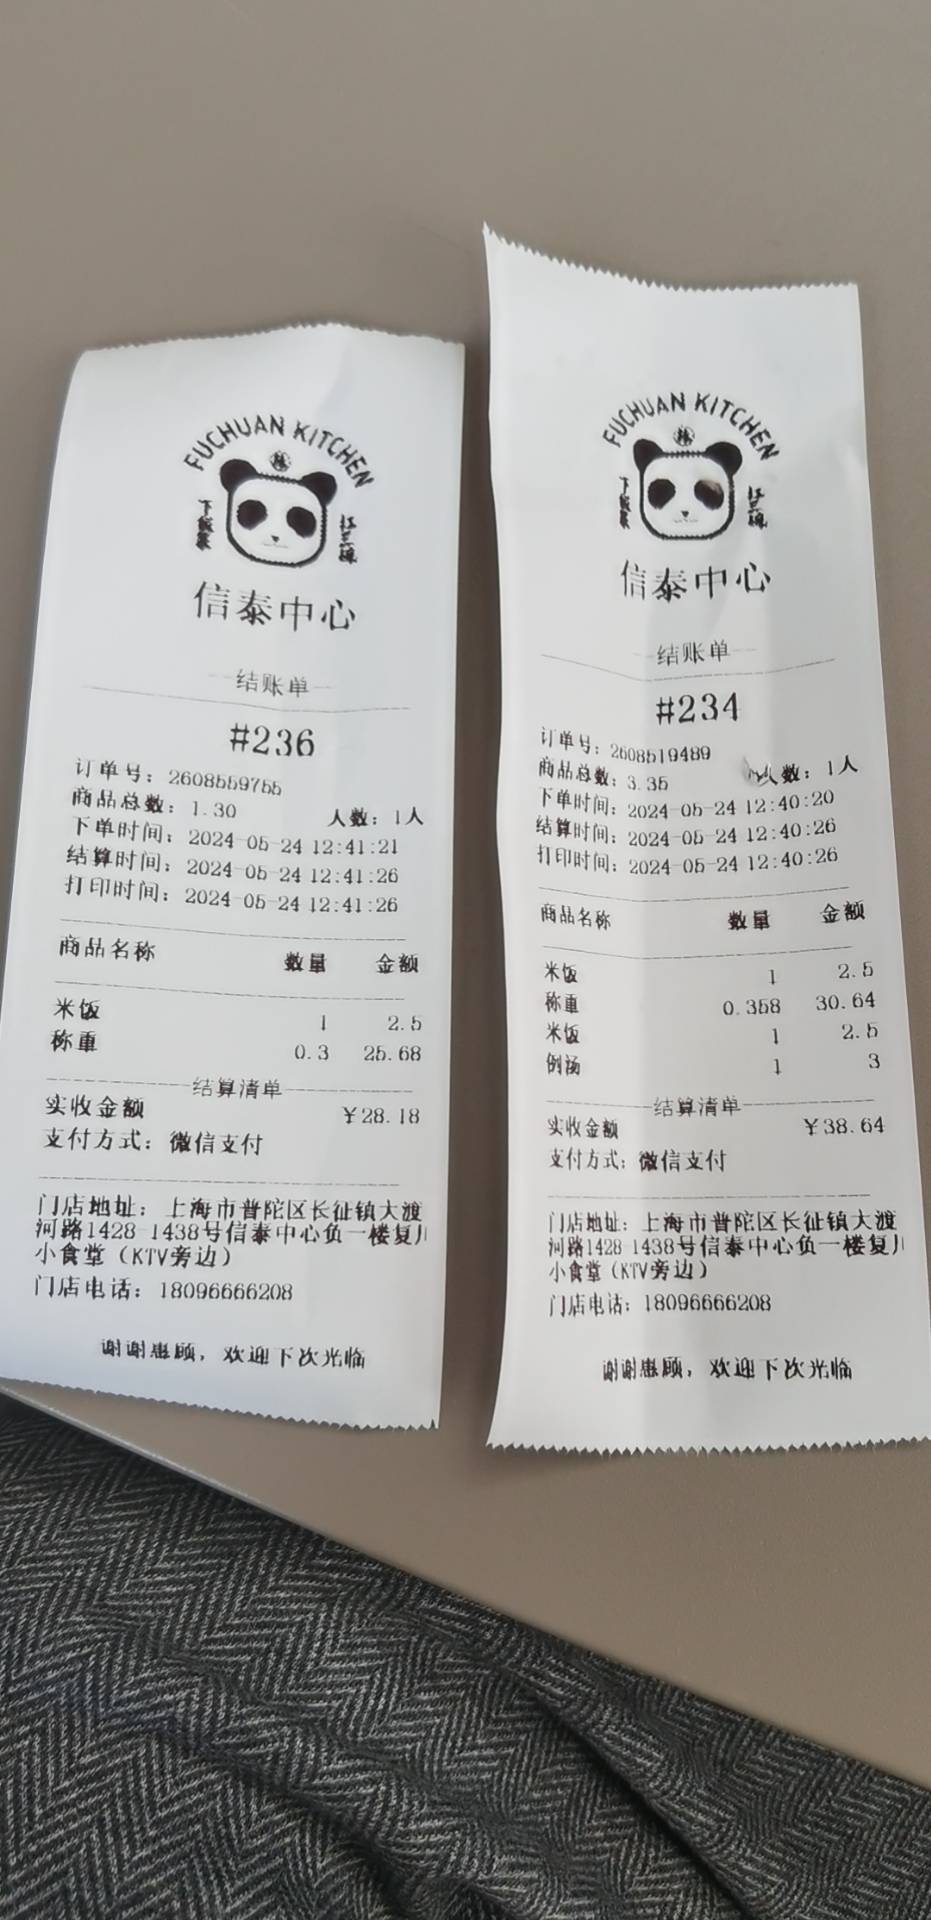 FUCHUAN KITCHEN
下饭菜
江三碗
信泰中心
结账单
#236
订单号：2608559755
商品总数：1.30 人数：1人
下单时间：2024-05-24 12:41:21
结算时间：2024-05-24 12:41:26
打印时间：2024-05-24 12:41:26
商品名称 数量 金额
米饭 1 2.5
称重 0.3 25.68
结算清单
实收金额 ￥28.18
支付方式：微信支付
门店地址：上海市普陀区长征镇大渡
河路1428-1438号信泰中心负一楼复川
小食堂（KTV旁边）
门店电话：18096666208
谢谢惠顾，欢迎下次光临
FUCHUAN KITCHEN
下饭菜
江三碗
信泰中心
结账单
#234
订单号：2608519489
商品总数：3.35 人数：1人
下单时间：2024-05-24 12:40:20
结算时间：2024-05-24 12:40:26
打印时间：2024-05-24 12:40:26
商品名称 数量 金额
米饭 1 2.5
称重 0.358 30.64
米饭 1 2.5
例汤 1 3
结算清单
实收金额 ￥38.64
支付方式：微信支付
门店地址：上海市普陀区长征镇大渡
河路1428-1438号信泰中心负一楼复川
小食堂（KTV旁边）
门店电话：18096666208
谢谢惠顾，欢迎下次光临